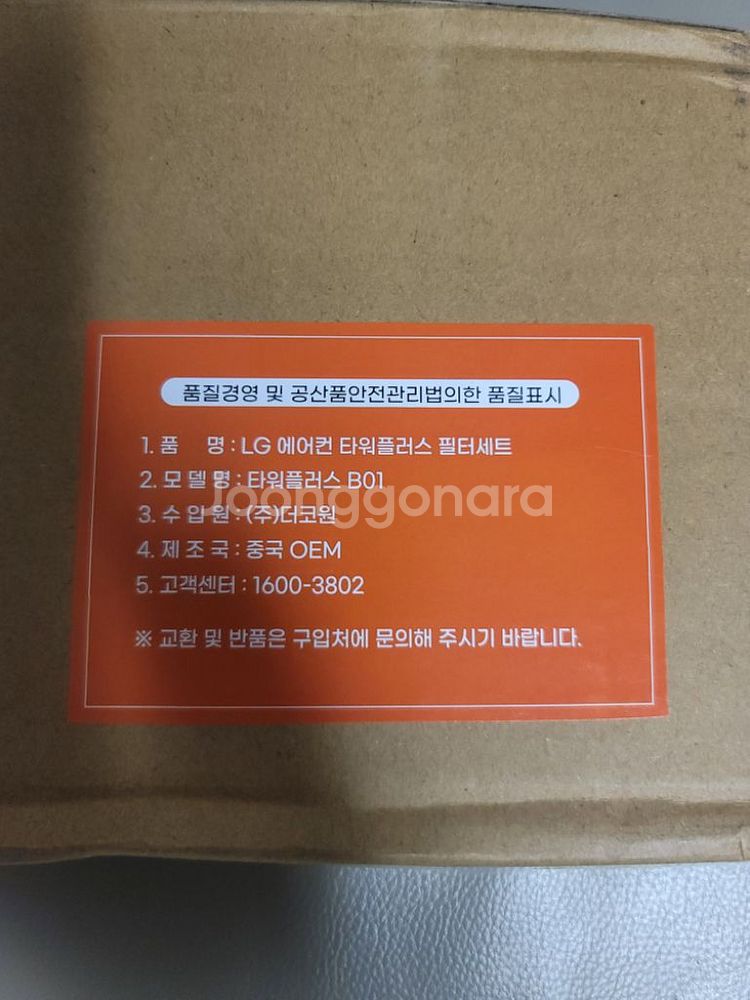 품질경영 및 공산품안전관리법의한 품질표시
1. 품 명 : LG 에어컨 타워플러스 필터세트
2. 모 델 명 : 타워플러스 B01
Joonggonara
3. 수 입 원 : (주)더코원
4. 제 조 국 : 중국 OEM
5. 고객센터 : 1600-3802
※ 교환 및 반품은 구입처에 문의해 주시기 바랍니다.